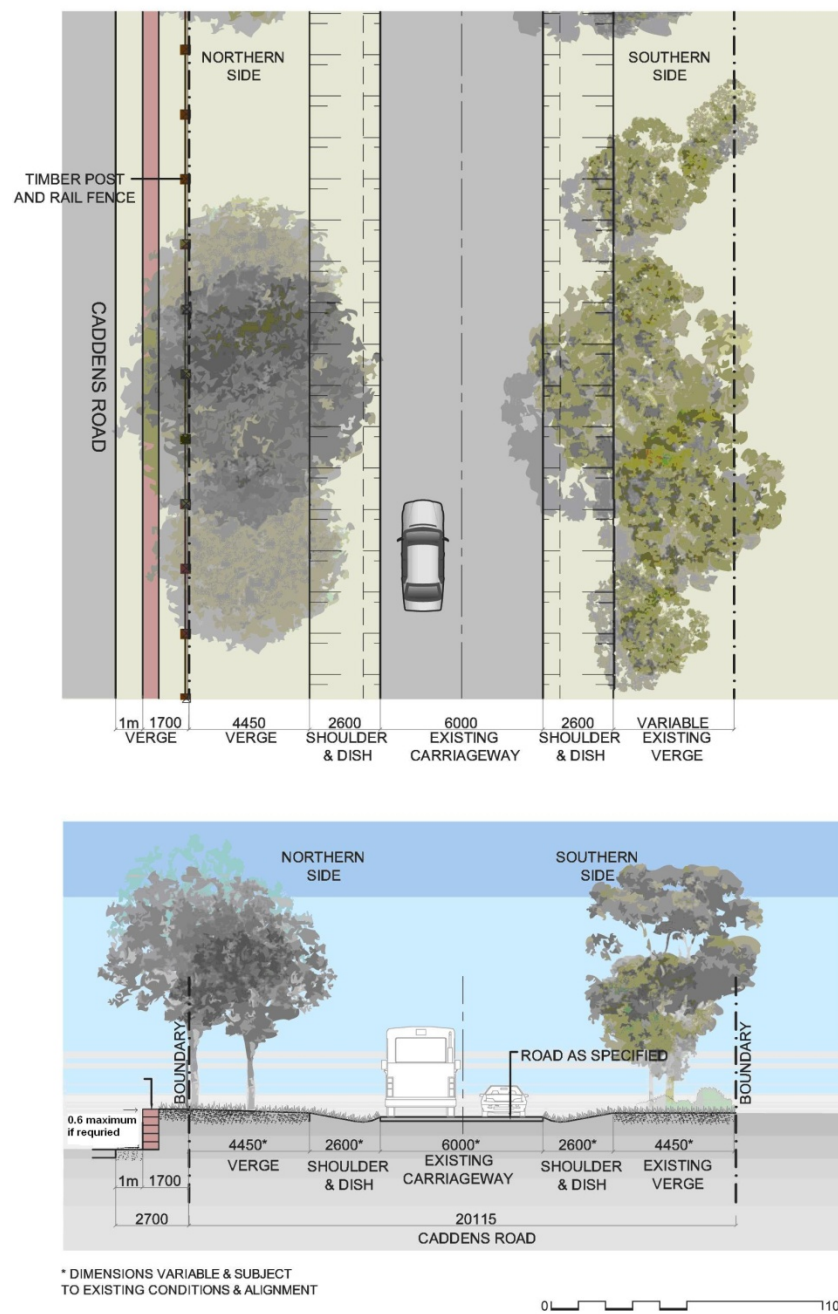 NORTHERN
SIDE
SOUTHERN
SIDE
TIMBER POST
AND RAIL FENCE
CADDENS ROAD
1m 1700 4450 2600 6000 2600 VARIABLE
VERGE VERGE SHOULDER EXISTING SHOULDER EXISTING
& DISH CARRIAGEWAY & DISH VERGE
NORTHERN
SIDE
SOUTHERN
SIDE
BOUNDARY
BOUNDARY
ROAD AS SPECIFIED
0.6 maximum
if requried
4450* 2600* 6000* 2600* 4450*
VERGE SHOULDER EXISTING SHOULDER EXISTING
& DISH CARRIAGEWAY & DISH VERGE
1m 1700
2700 20115
CADDENS ROAD
* DIMENSIONS VARIABLE & SUBJECT
TO EXISTING CONDITIONS & ALIGNMENT
0 10